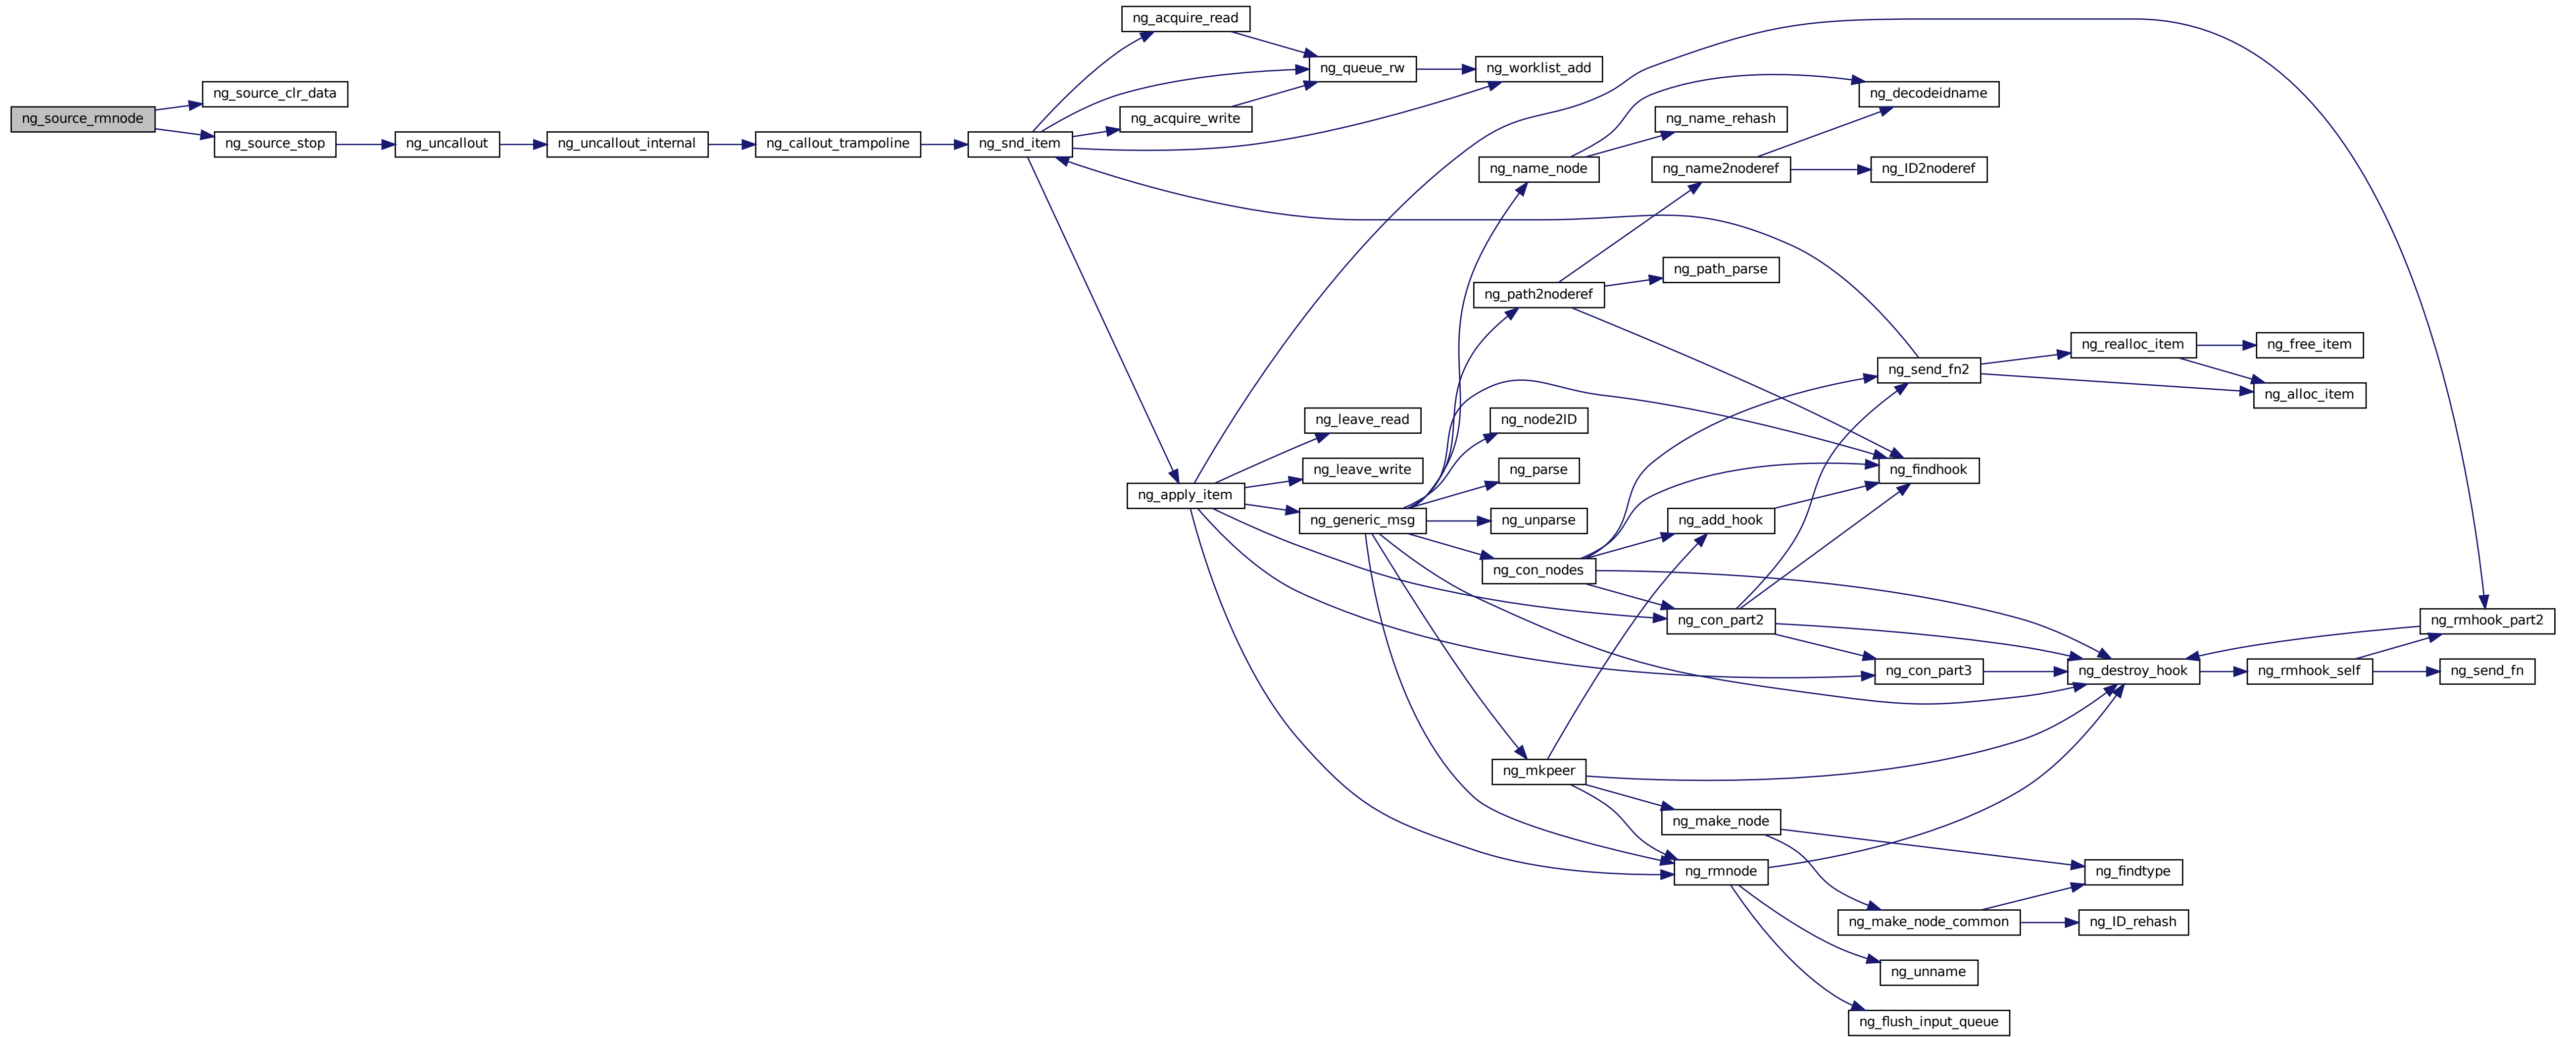 ng_source_rmnode
ng_source_clr_data
ng_source_stop
ng_uncallout
ng_uncallout_internal
ng_callout_trampoline
ng_snd_item
ng_acquire_read
ng_queue_rw
ng_worklist_add
ng_acquire_write
ng_apply_item
ng_leave_read
ng_leave_write
ng_generic_msg
ng_name_node
ng_decodeidname
ng_name_rehash
ng_name2noderef
ng_ID2noderef
ng_path2noderef
ng_path_parse
ng_node2ID
ng_parse
ng_unparse
ng_con_nodes
ng_send_fn2
ng_realloc_item
ng_free_item
ng_alloc_item
ng_findhook
ng_add_hook
ng_con_part2
ng_con_part3
ng_destroy_hook
ng_rmhook_self
ng_rmhook_part2
ng_send_fn
ng_mkpeer
ng_make_node
ng_rmnode
ng_findtype
ng_make_node_common
ng_ID_rehash
ng_unname
ng_flush_input_queue